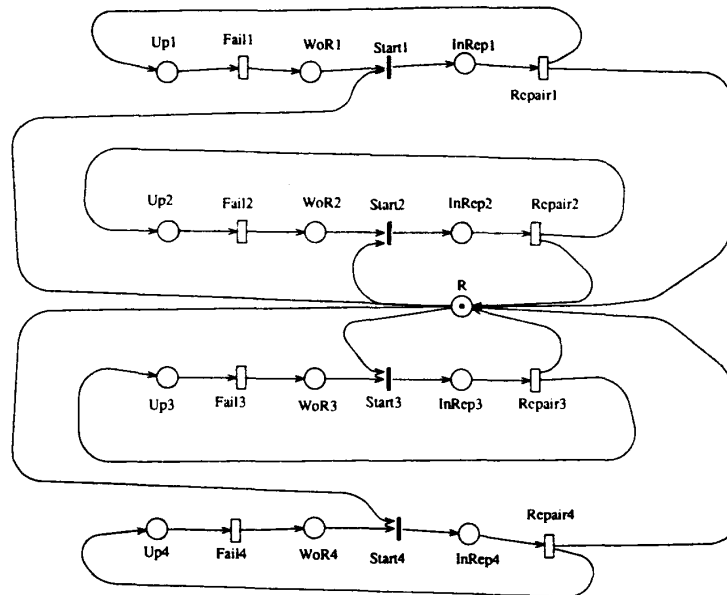 Up1 Fail1 WoR1 Start1 InRep1
Repair1
Up2 Fail2 WoR2 Start2 InRep2 Repair2
R
Up3 Fail3 WoR3 Start3 InRep3 Repair3
Repair4
Up4 Fail4 WoR4 Start4 InRep4